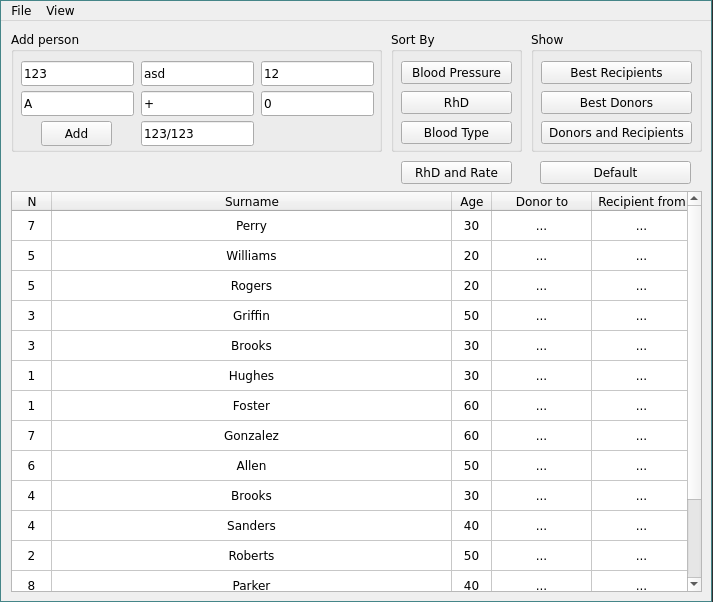 File View
Add person Sort By Show
123 asd 12 Blood Pressure Best Recipients
A + 0 RhD Best Donors
Add 123/123 Blood Type Donors and Recipients
RhD and Rate Default
N Surname Age Donor to Recipient from
7 Perry 30 ... ...
5 Williams 20 ... ...
5 Rogers 20 ... ...
3 Griffin 50 ... ...
3 Brooks 30 ... ...
1 Hughes 30 ... ...
1 Foster 60 ... ...
7 Gonzalez 60 ... ...
6 Allen 50 ... ...
4 Brooks 30 ... ...
4 Sanders 40 ... ...
2 Roberts 50 ... ...
8 Parker 40 ... ...